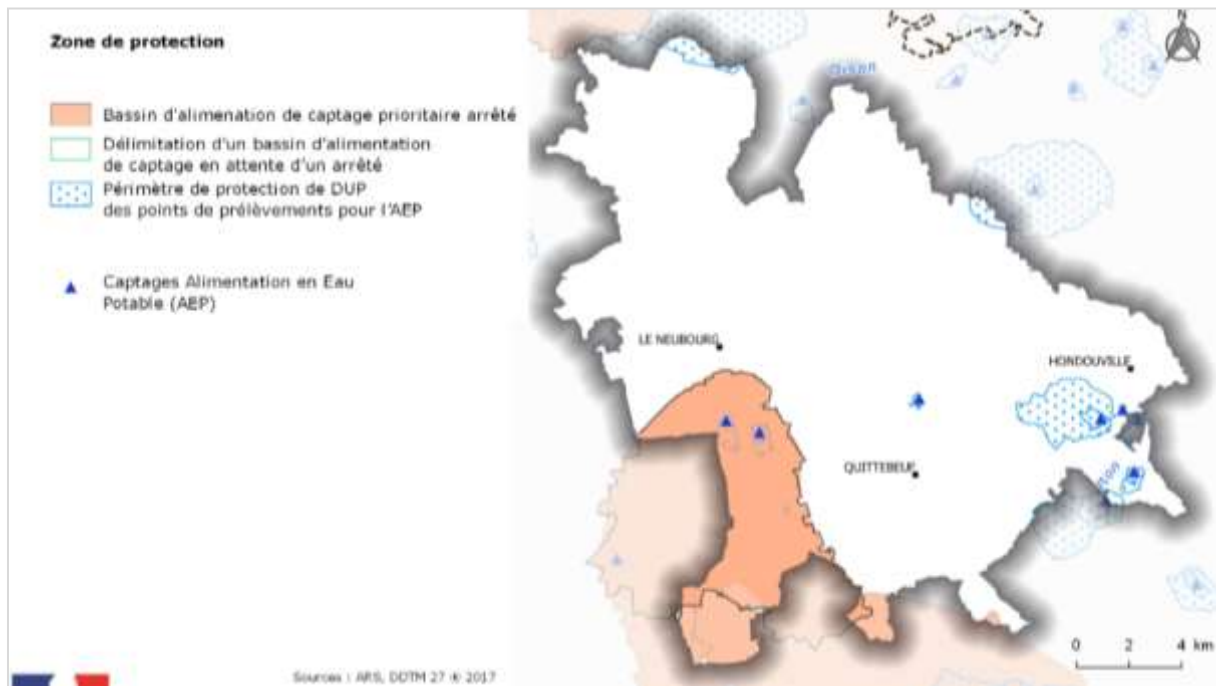 Zone de protection
Bassin d'alimenation de captage prioritaire arrêté
Délimitation d'un bassin d'alimentation
de captage en attente d'un arrêté
Périmètre de protection de DUP
des points de prélèvements pour l'AEP
Captages Alimentation en Eau
Potable (AEP)
N
Oison
LE NEUBOURG
HONDOUVILLE
QUITTEBEUF
0 2 4 km
Sources : ARS, DDTM 27 ® 2017